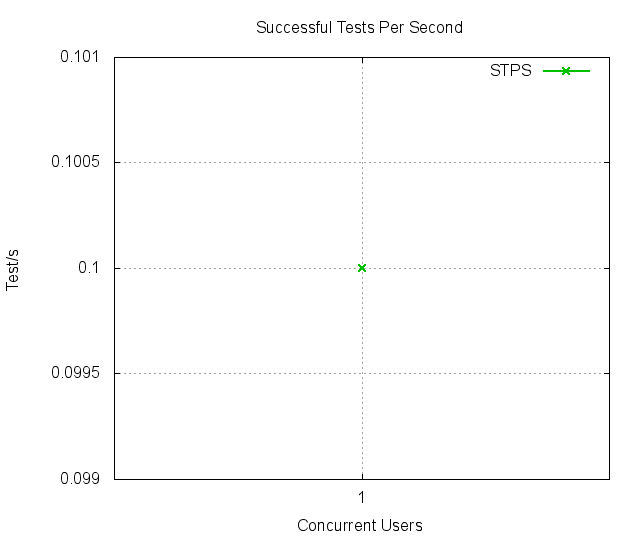 Successful Tests Per Second
0.101
STPS
0.1005
0.1
Test/s
0.0995
0.099
1
Concurrent Users